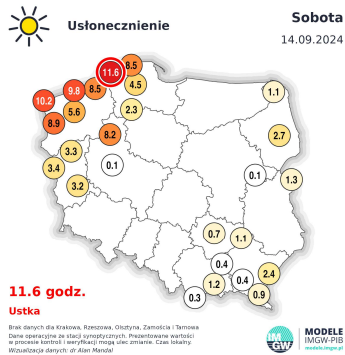 Usłonecznienie
Sobota
14.09.2024
8.5
11.6
9.8
8.5
4.5
1.1
10.2
5.6
2.3
8.9
8.2
2.7
3.3
0.1
3.4
0.1
1.3
3.2
0.7
1.1
0.4
2.4
1.2
0.4
0.3
0.9
11.6 godz.
Ustka
Brak danych dla Krakowa, Rzeszowa, Olsztyna, Zamościa i Tarnowa
Dane operacyjne ze stacji synoptycznych. Prezentowane wartości
w procesie kontroli i weryfikacji mogą ulec zmianie. Czas lokalny.
Wizualizacja danych: dr Alan Mandal
IM
GW
MODELE
IMGW-PIB
modele.imgw.pl